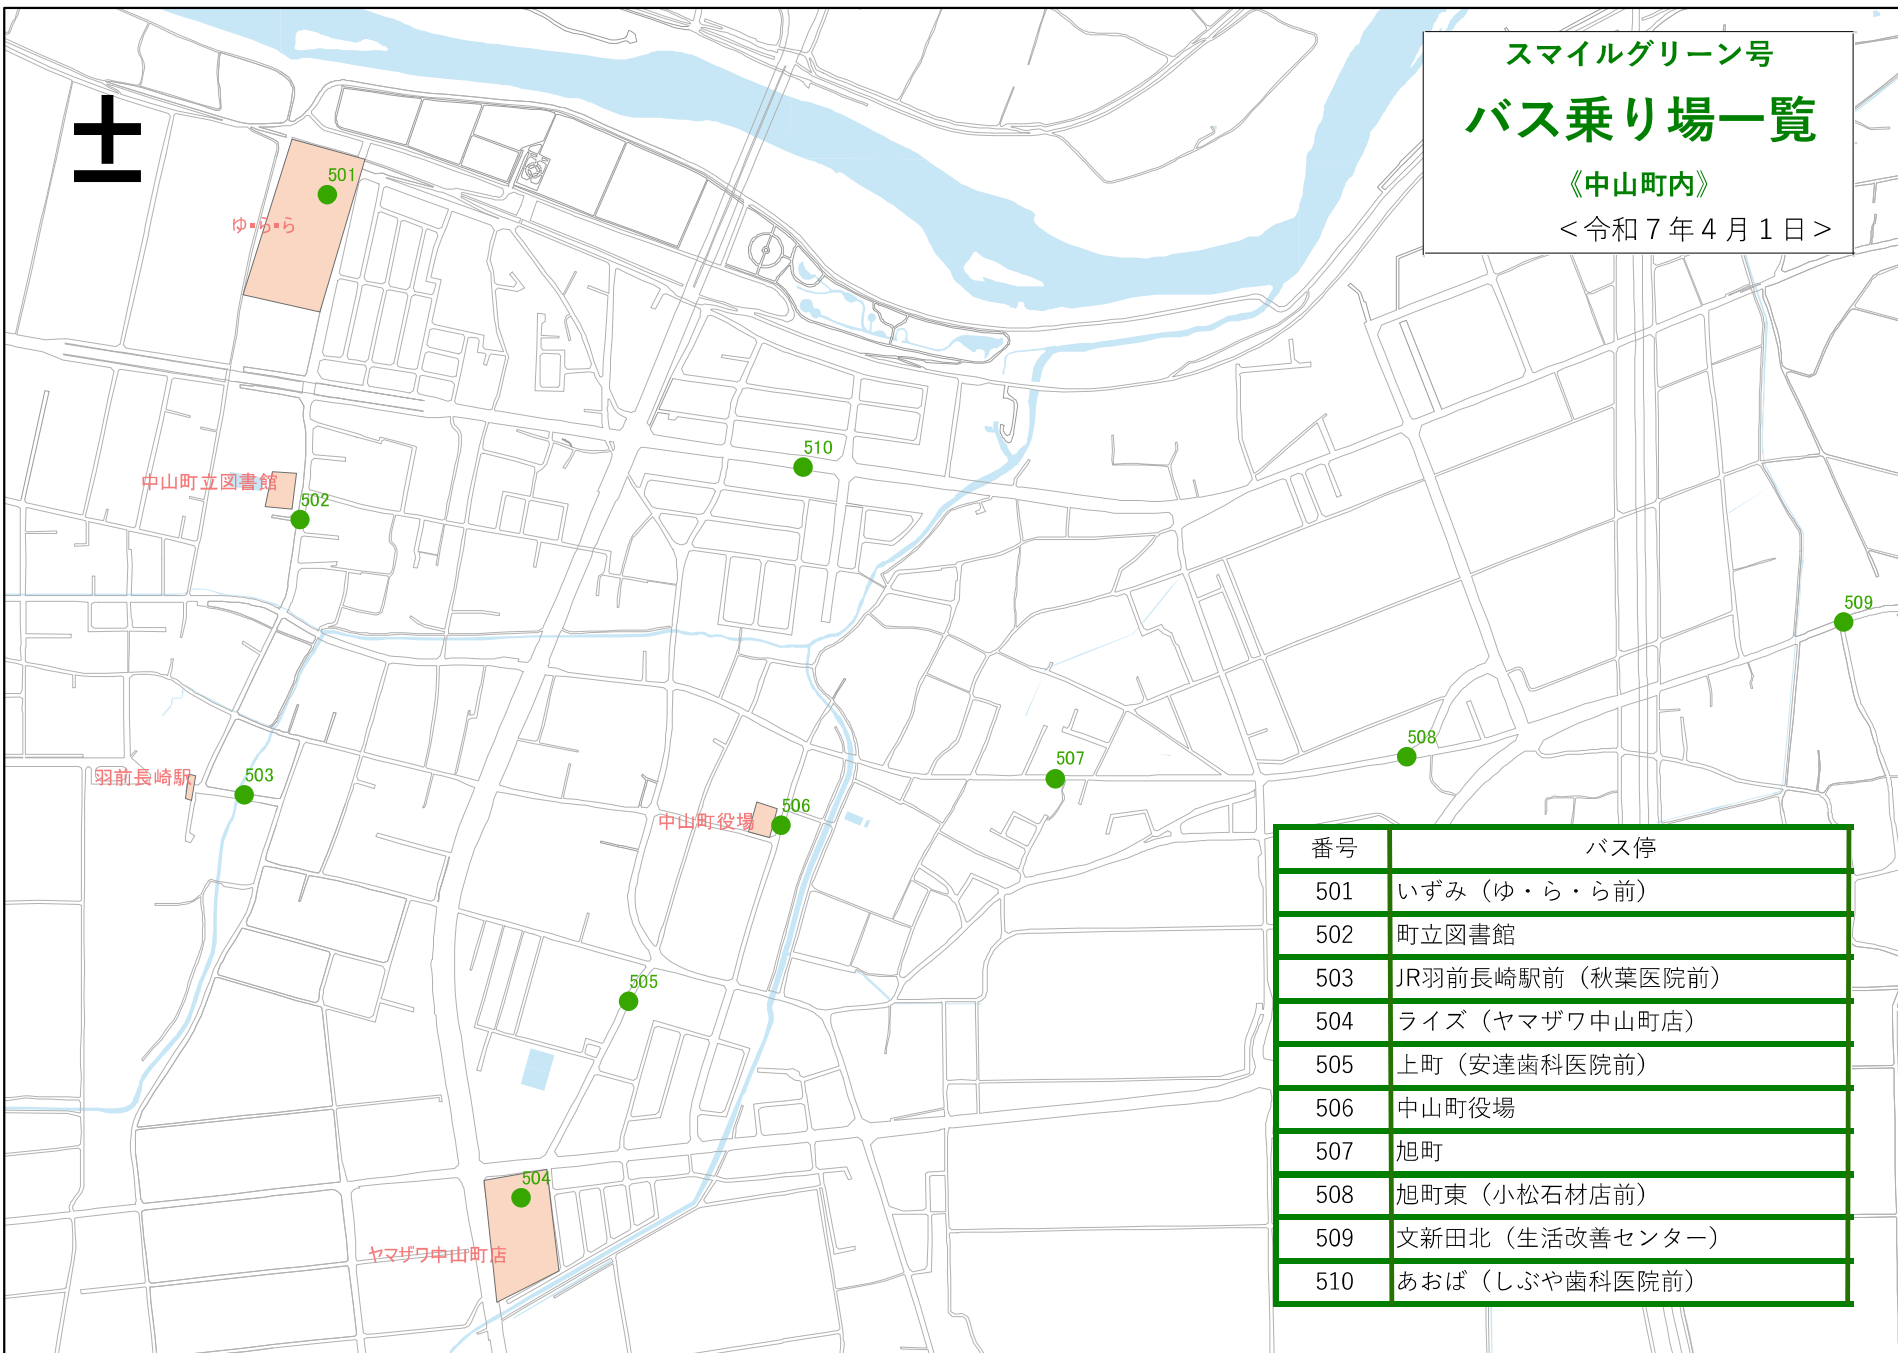 スマイルグリーン号
バス乗り場一覧
《中山町内》
＜令和７年４月１日＞
501
ゆ・ら・ら
510
中山町立図書館
502
509
508
507
羽前長崎駅
503
中山町役場
506
505
504
ヤマザワ中山町店
番号 バス停
501 いずみ（ゆ・ら・ら前）
502 町立図書館
503 JR羽前長崎駅前（秋葉医院前）
504 ライズ（ヤマザワ中山町店）
505 上町（安達歯科医院前）
506 中山町役場
507 旭町
508 旭町東（小松石材店前）
509 文新田北（生活改善センター）
510 あおば（しぶや歯科医院前）